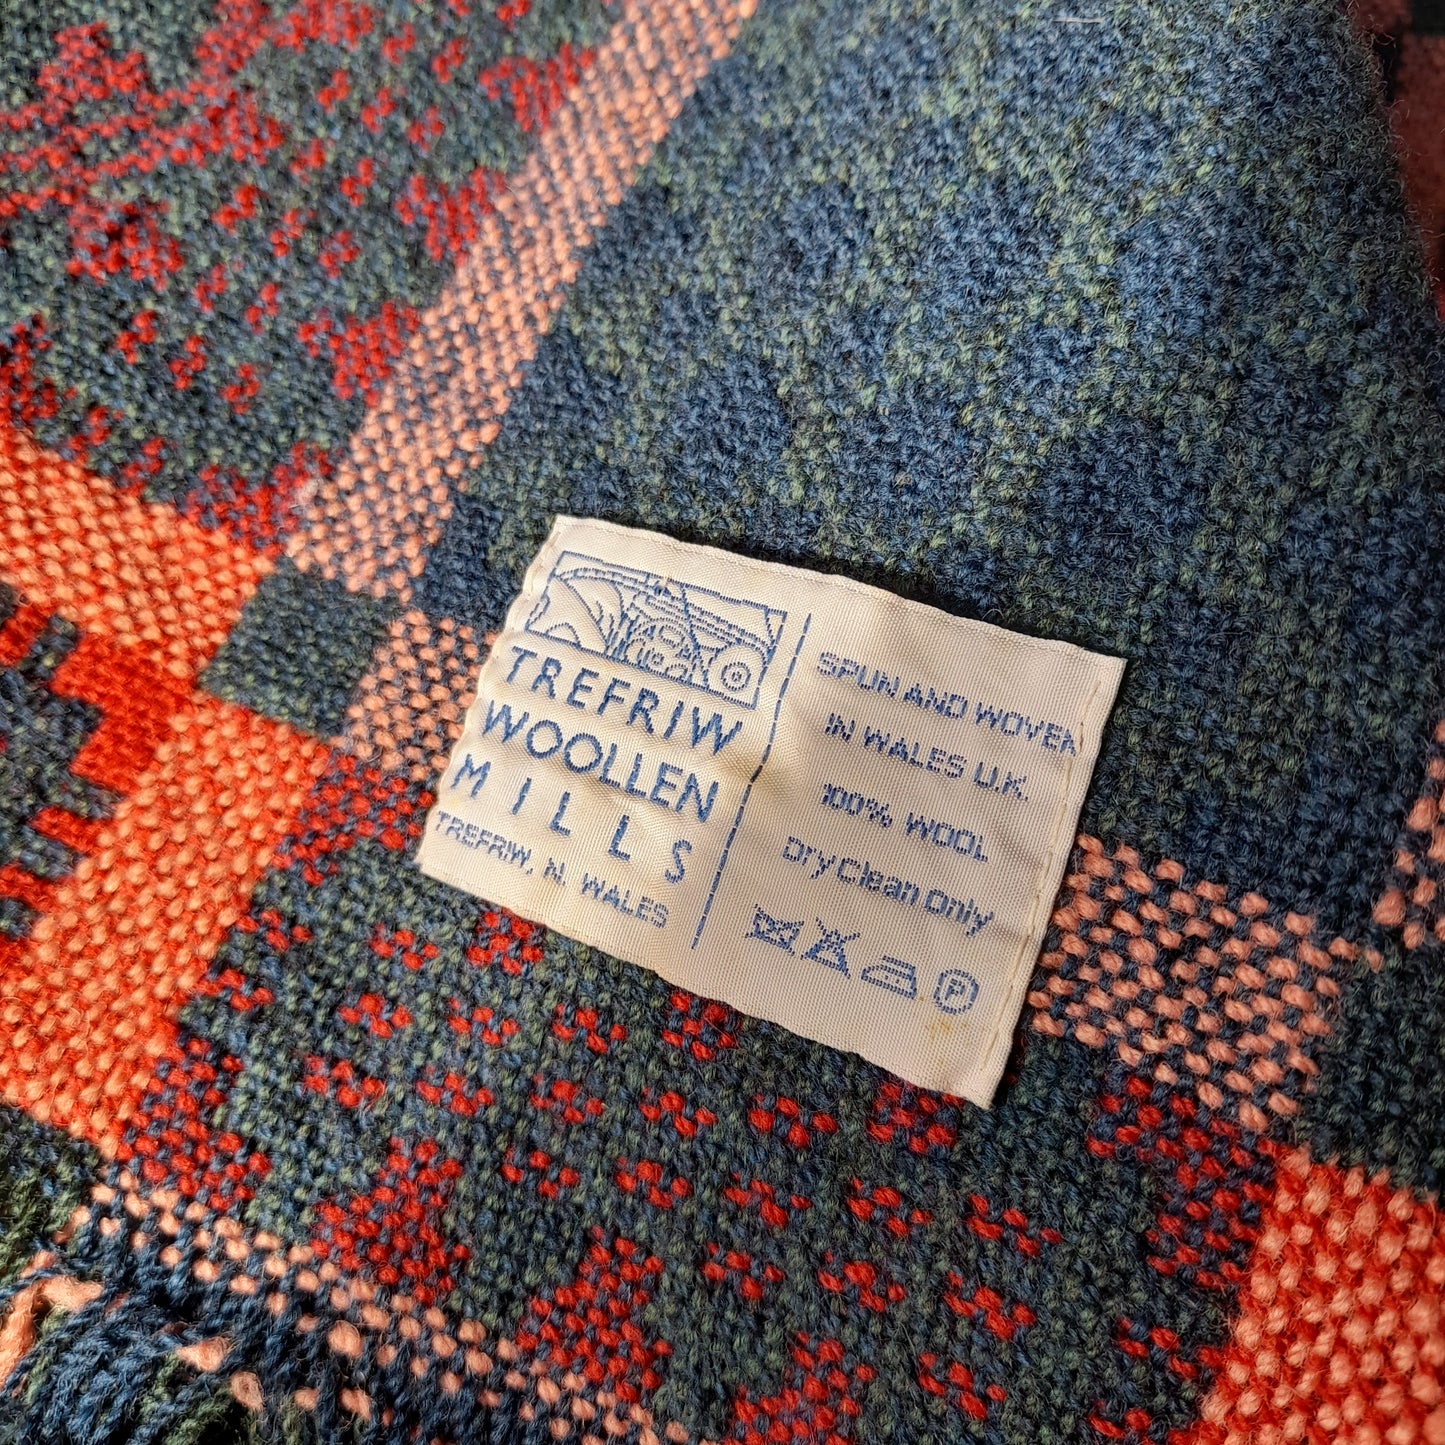 TREFRIW
WOOLLEN
MILLS
TREFRIW, N. WALES
SPUN AND WOVEN
IN WALES U.K.
100% WOOL
Dry Clean Only
P